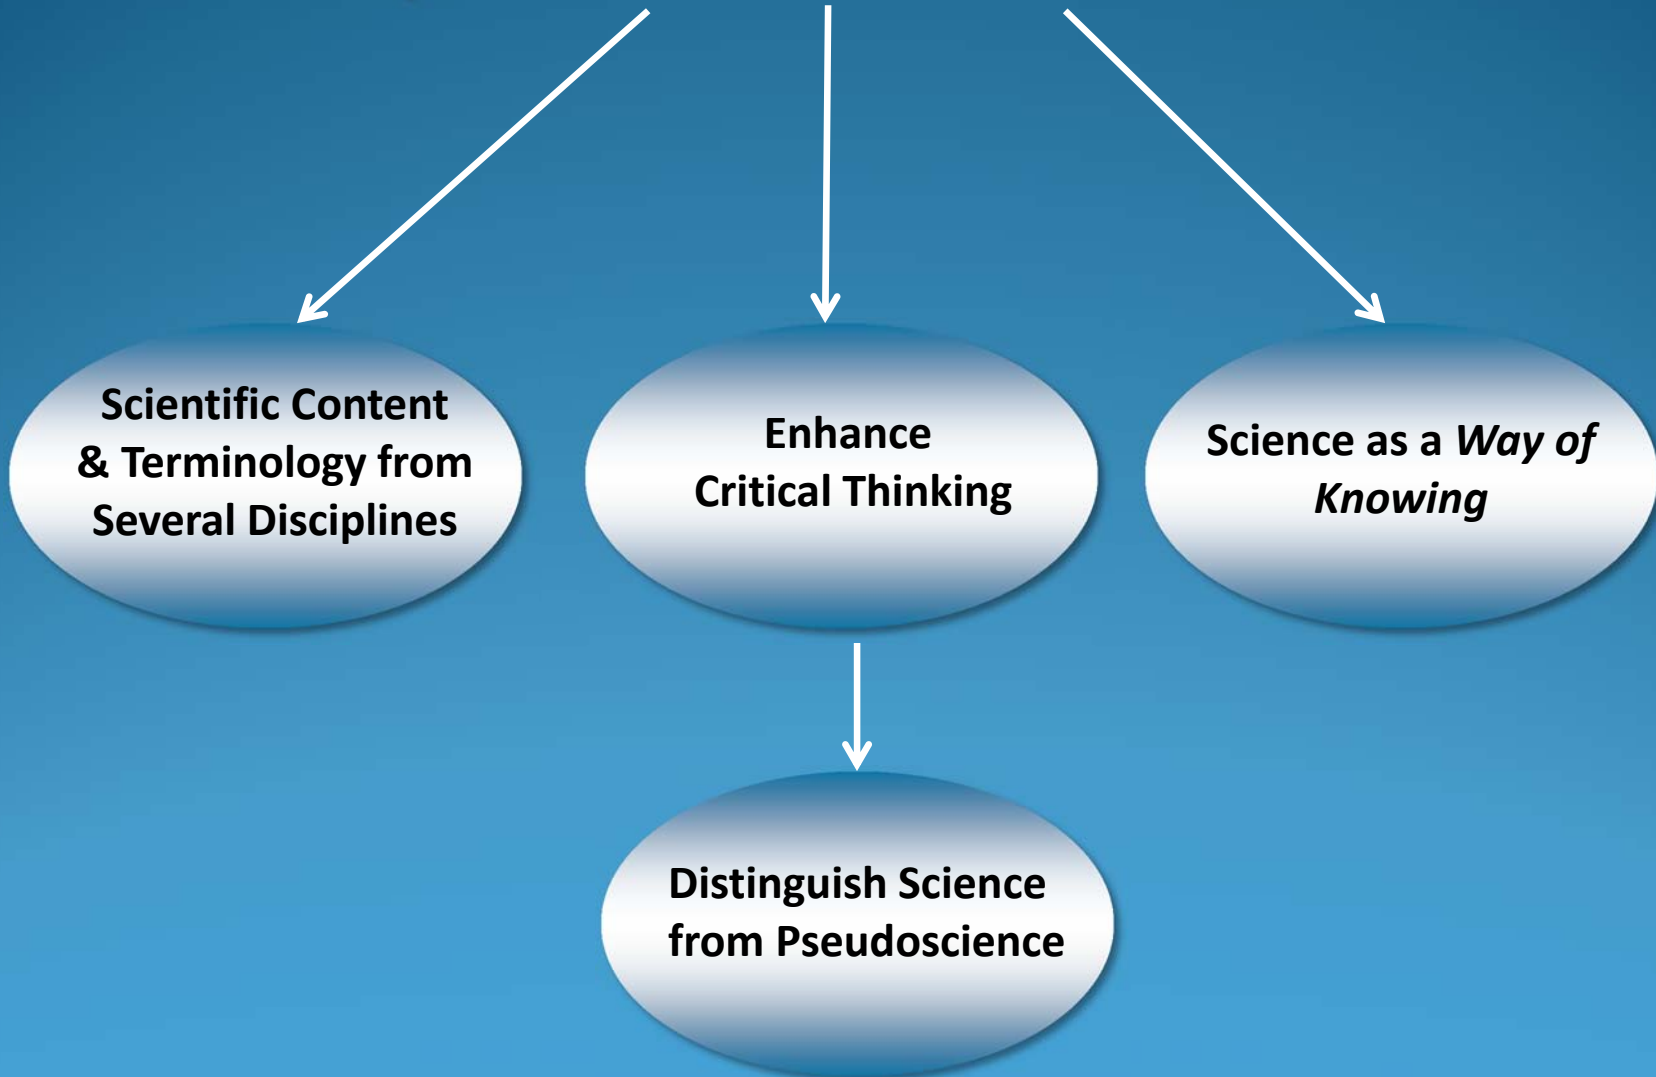 Scientific Content
& Terminology from
Several Disciplines
Enhance
Critical Thinking
Science as a Way of
Knowing
Distinguish Science
from Pseudoscience